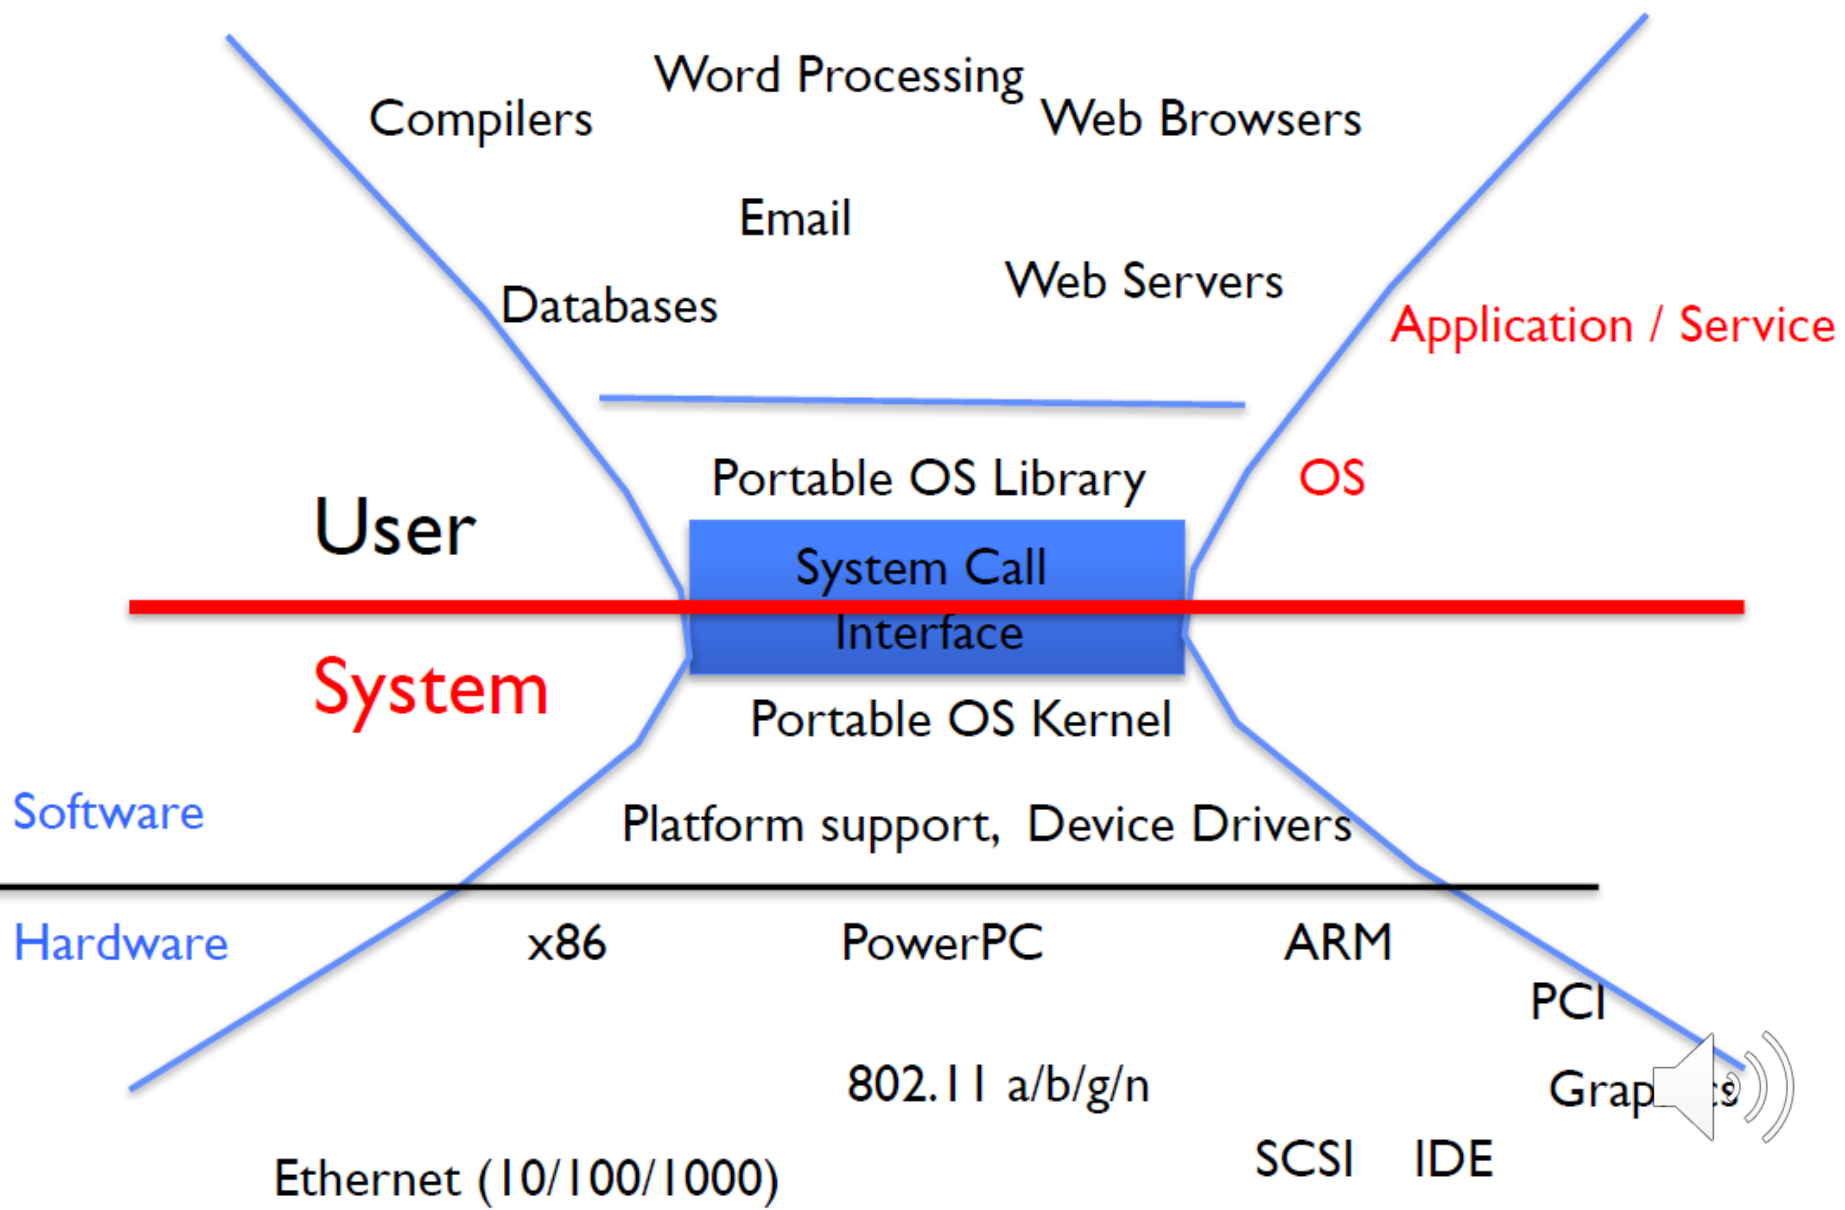 Word Processing
Compilers
Web Browsers
Email
Web Servers
Databases
Application / Service
Portable OS Library
OS
User
System Call
Interface
System
Portable OS Kernel
Software
Platform support, Device Drivers
Hardware
x86
PowerPC
ARM
PCI
802.11 a/b/g/n
Graphics
SCSI
IDE
Ethernet (10/100/1000)